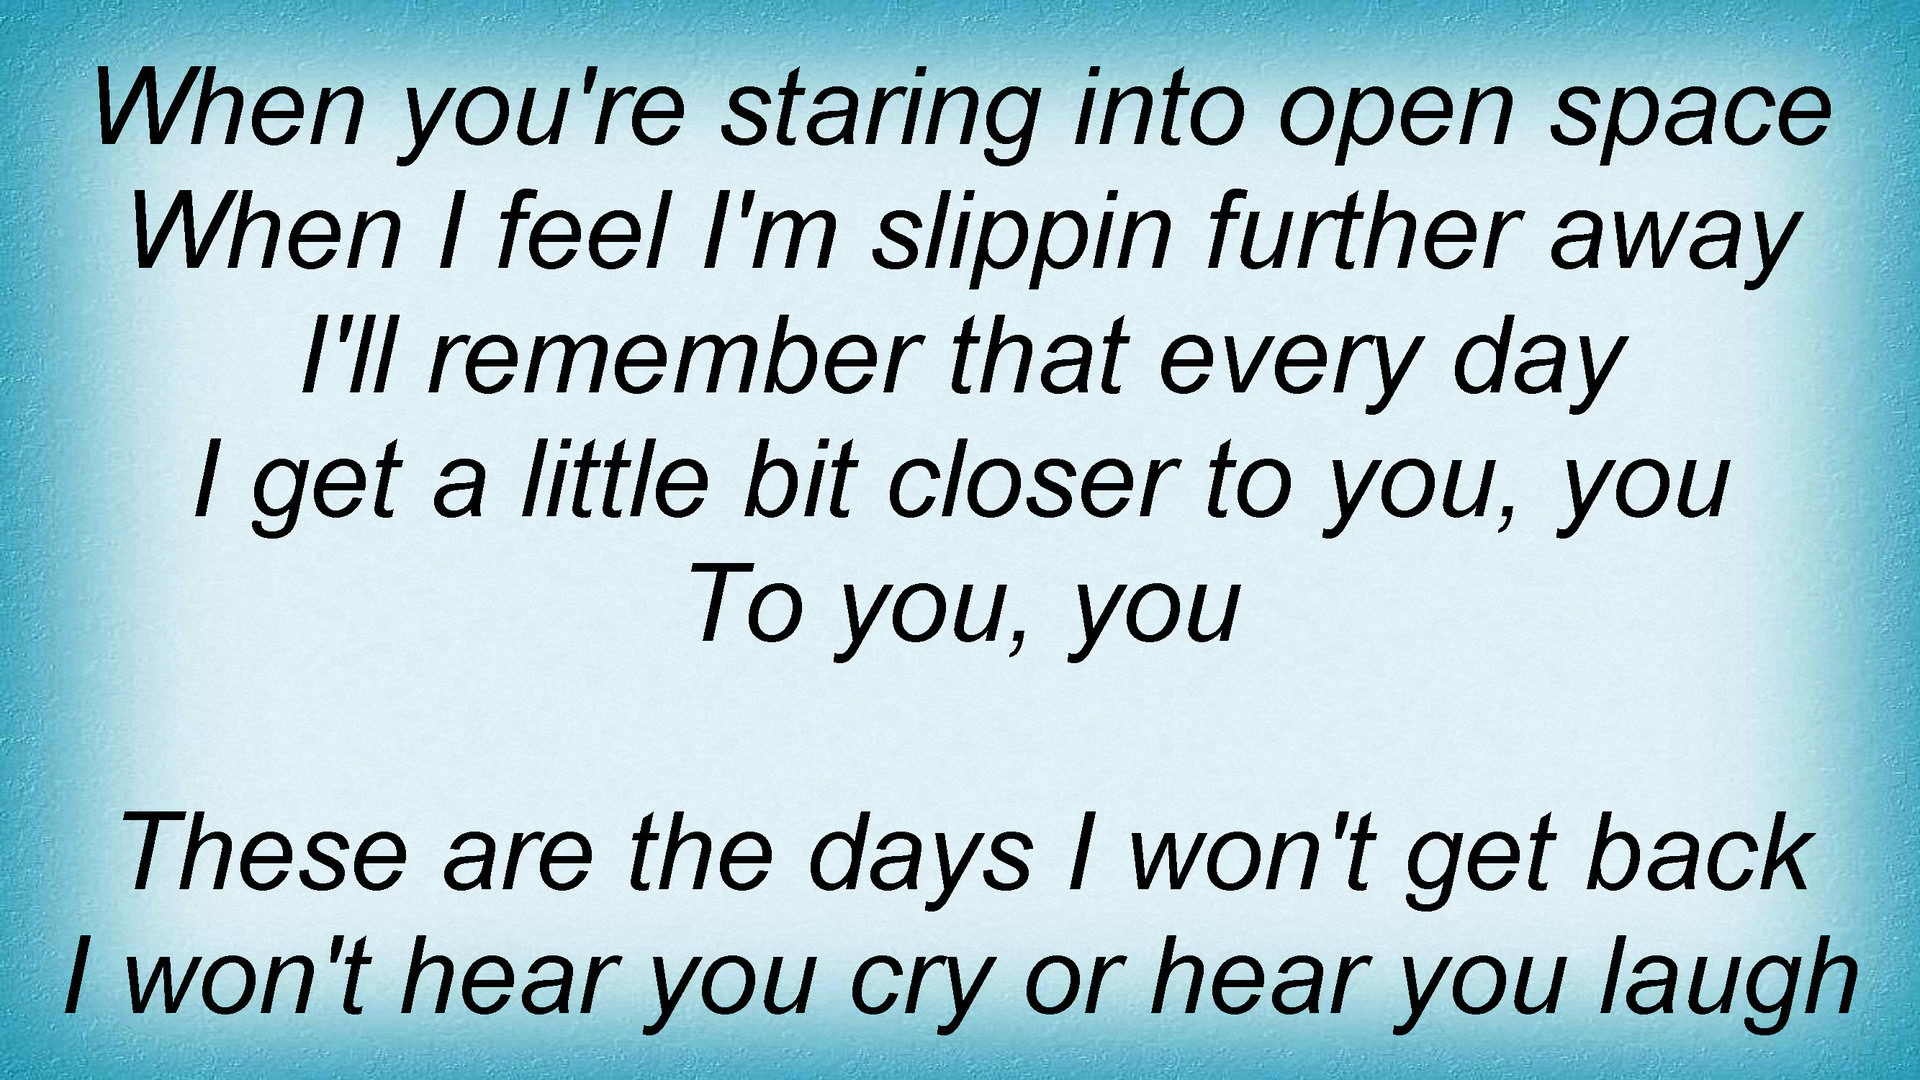 When you're staring into open space
When I feel I'm slippin further away
I'll remember that every day
I get a little bit closer to you, you
To you, you
These are the days I won't get back
I won't hear you cry or hear you laugh